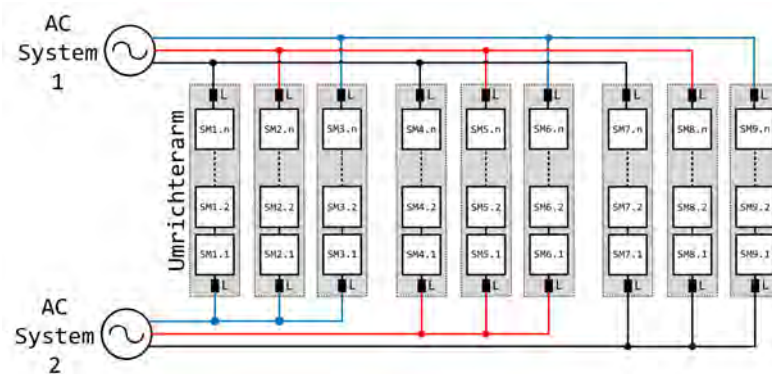 AC
System
1
L L L L L L L L L
SM1.n SM2.n SM3.n SM4.n SM5.n SM6.n SM7.n SM8.n SM9.n
Umrichterarm
SM1.2 SM2.2 SM3.2 SM4.2 SM5.2 SM6.2 SM7.2 SM8.2 SM9.2
SM1.1 SM2.1 SM3.1 SM4.1 SM5.1 SM6.1 SM7.1 SM8.1 SM9.1
L L L L L L L L L
AC
System
2